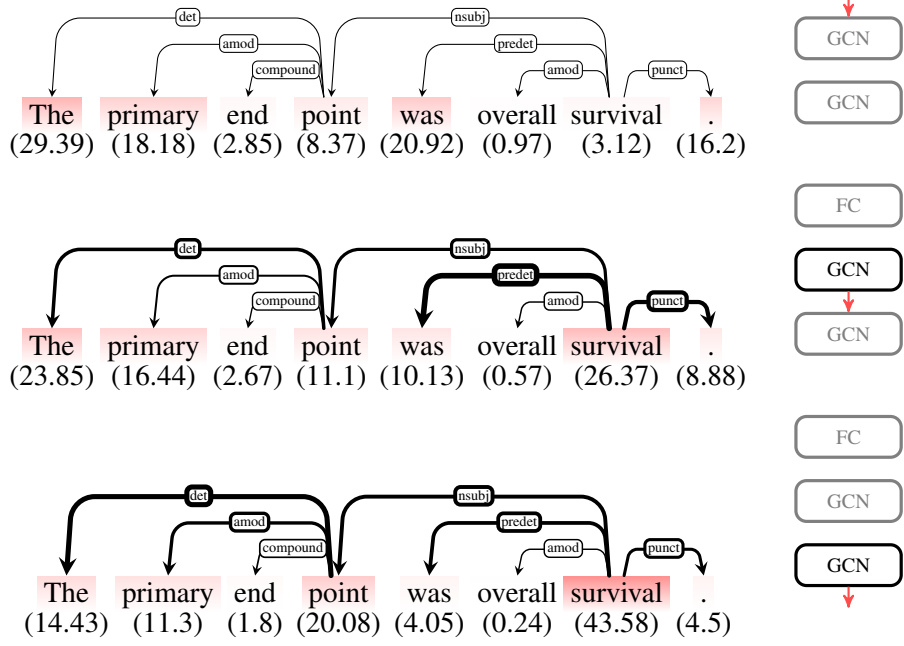 det nsubj
GCN
amod predet
compound amod punct
The primary end point was overall survival .
GCN
(29.39) (18.18) (2.85) (8.37) (20.92) (0.97) (3.12) (16.2)
FC
det nsubj
amod predet
GCN
compound amod punct
The primary end point was overall survival .
GCN
(23.85) (16.44) (2.67) (11.1) (10.13) (0.57) (26.37) (8.88)
FC
det nsubj
GCN
amod predet
compound amod punct
GCN
The primary end point was overall survival .
(14.43) (11.3) (1.8) (20.08) (4.05) (0.24) (43.58) (4.5)